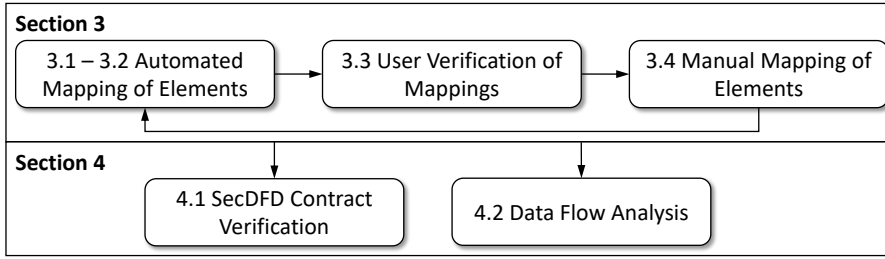 Section 3
3.1 – 3.2 Automated
Mapping of Elements
3.3 User Verification of
Mappings
3.4 Manual Mapping of
Elements
Section 4
4.1 SecDFD Contract
Verification
4.2 Data Flow Analysis